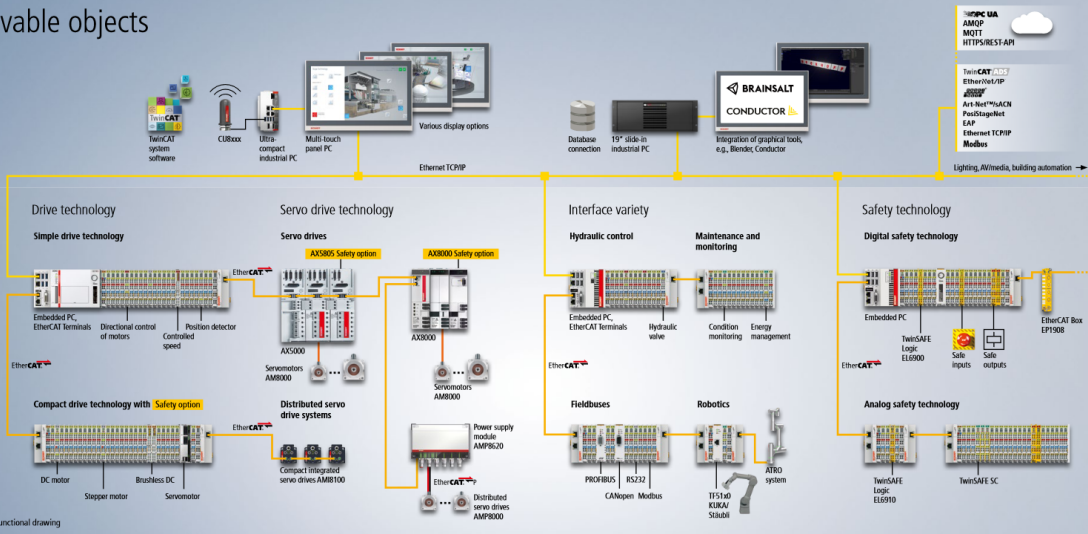 vable objects
OPC UA
AMQP
MQTT
HTTPS/REST-API
TwinCAT ADS
EtherNet/IP
Art-Net™/sACN
PosiStageNet
EAP
Ethernet TCP/IP
Modbus
Lighting, AV/media, building automation
TwinCAT
TwinCAT
system
software
CU8xxx
Ultra-
compact
industrial PC
Multi-touch
panel PC
Various display options
Database
connection
19" slide-in
industrial PC
BRAINSALT
CONDUCTOR
Integration of graphical tools,
e.g., Blender, Conductor
Ethernet TCP/IP
Drive technology
Simple drive technology
EtherCAT
Embedded PC,
EtherCAT Terminals
Directional control
of motors
Controlled
speed
Position detector
EtherCAT
Compact drive technology with Safety option
EtherCAT
DC motor
Stepper motor
Brushless DC
Servomotor
Servo drive technology
Servo drives
AX5805 Safety option
AX8000 Safety option
AX5000
Servomotors
AM8000
AX8000
Servomotors
AM8000
Distributed servo
drive systems
Compact integrated
servo drives AMI8100
Power supply
module
AMP8620
EtherCAT P
Distributed
servo drives
AMP8000
Interface variety
Hydraulic control
Maintenance and
monitoring
Embedded PC,
EtherCAT Terminals
Hydraulic
valve
Condition
monitoring
Energy
management
EtherCAT
Fieldbuses
Robotics
PROFIBUS
RS232
CANopen
Modbus
TF51x0
KUKA/
Stäubli
ATRO
system
Safety technology
Digital safety technology
Embedded PC
TwinSAFE
Logic
EL6900
Safe
inputs
Safe
outputs
EtherCAT Box
EP1908
EtherCAT
Analog safety technology
TwinSAFE
Logic
EL6910
TwinSAFE SC
unctional drawing